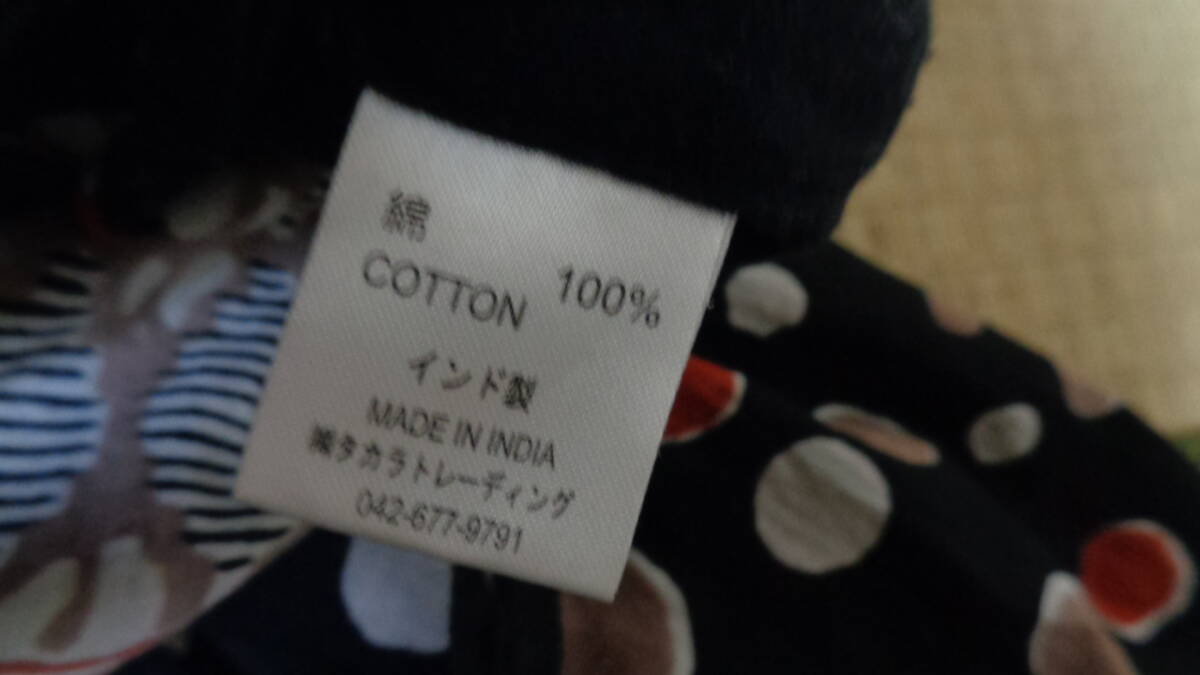 綿
COTTON 100%
インド製
MADE IN INDIA
㈱タカラトレーディング
042-677-9791